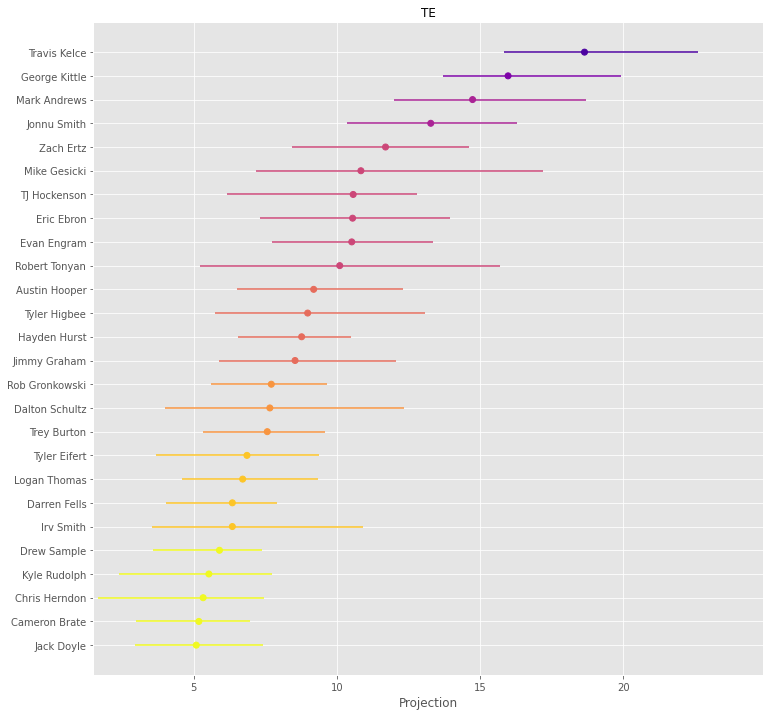 TE
Travis Kelce
George Kittle
Mark Andrews
Jonnu Smith
Zach Ertz
Mike Gesicki
TJ Hockenson
Eric Ebron
Evan Engram
Robert Tonyan
Austin Hooper
Tyler Higbee
Hayden Hurst
Jimmy Graham
Rob Gronkowski
Dalton Schultz
Trey Burton
Tyler Eifert
Logan Thomas
Darren Fells
Irv Smith
Drew Sample
Kyle Rudolph
Chris Herndon
Cameron Brate
Jack Doyle
5 10 15 20
Projection